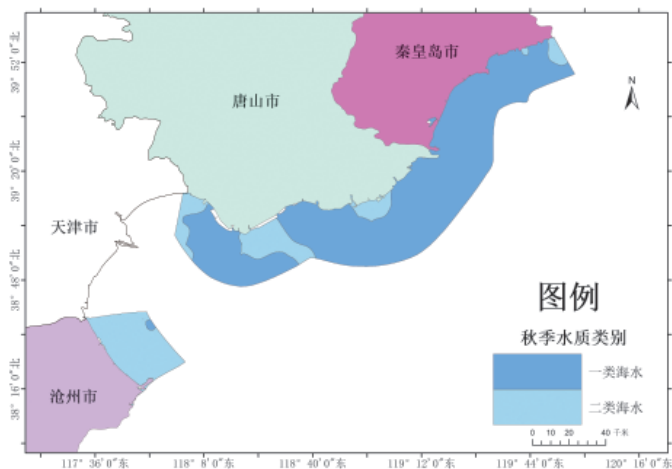 秦皇岛市
唐山市
N
天津市
沧州市
图例
秋季水质类别
一类海水
二类海水
0 10 20 40 千米
39° 52′0″北
39° 20′0″北
38° 48′0″北
38° 16′0″北
117° 36′0″东
118° 8′0″东
118° 40′0″东
119° 12′0″东
119° 44′0″东
120° 16′0″东